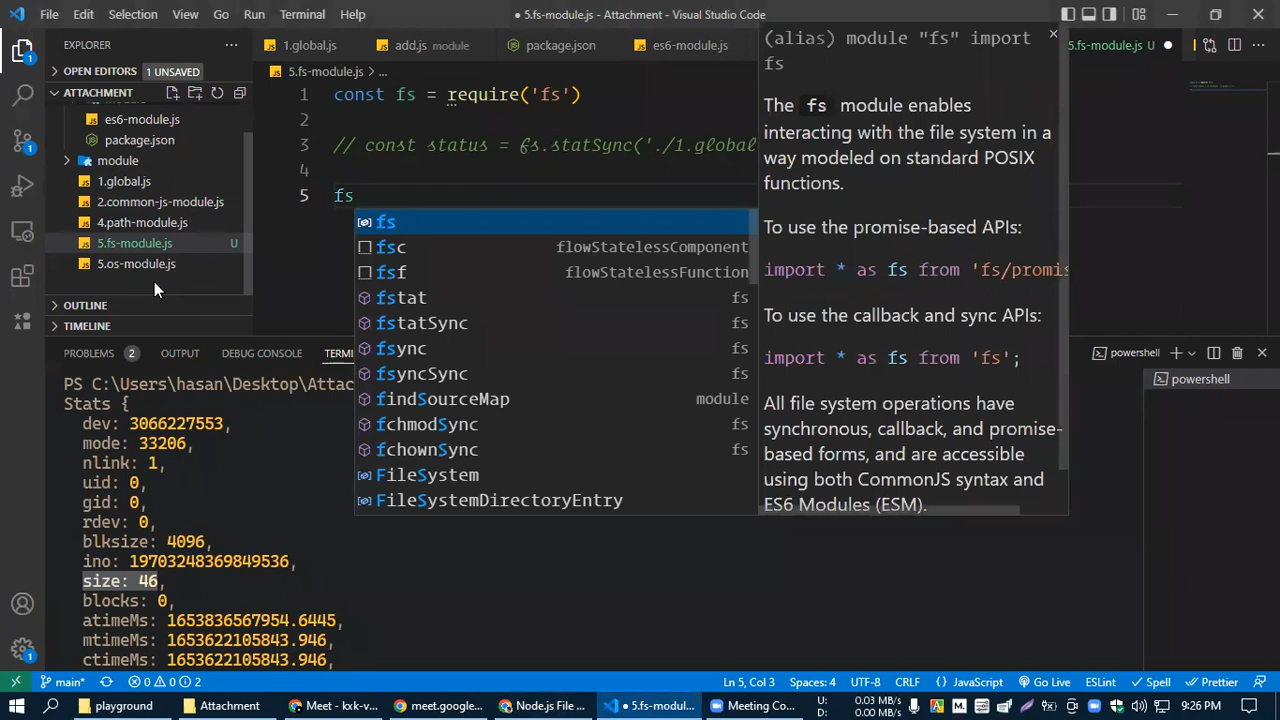 File Edit Selection View Go Run Terminal Help
● 5.fs-module.js - Attachment - Visual Studio Code
EXPLORER
OPEN EDITORS 1 UNSAVED
ATTACHMENT
es6-module.js
package.json
module
1.global.js
2.common-js-module.js
4.path-module.js
5.fs-module.js U
5.os-module.js
OUTLINE
TIMELINE
1.global.js add.js module package.json es6-module.js 5.fs-module.js U
5.fs-module.js > ...
1 const fs = require('fs')
2
3 // const status = fs.statSync('./1.global
4
5 fs
fs
fsc flowStatelessComponent
fsf flowStatelessFunction
fstat fs
fstatSync fs
fsync fs
fsyncSync fs
findSourceMap module
fchmodSync fs
fchownSync fs
FileSystem
FileSystemDirectoryEntry
(alias) module "fs" import
fs
The fs module enables
interacting with the file system in a
way modeled on standard POSIX
functions.
To use the promise-based APIs:
import * as fs from 'fs/promis
To use the callback and sync APIs:
import * as fs from 'fs';
All file system operations have
synchronous, callback, and promise-
based forms, and are accessible
using both CommonJS syntax and
ES6 Modules (ESM).
PROBLEMS 2 OUTPUT DEBUG CONSOLE TERMI
powershell
powershell
PS C:\Users\hasan\Desktop\Attac
Stats {
dev: 3066227553,
mode: 33206,
nlink: 1,
uid: 0,
gid: 0,
rdev: 0,
blksize: 4096,
ino: 19703248369849536,
size: 46,
blocks: 0,
atimeMs: 1653836567954.6445,
mtimeMs: 1653622105843.946,
ctimeMs: 1653622105843.946,
main* 0 0 2 Ln 5, Col 3 Spaces: 4 UTF-8 CRLF {} JavaScript Go Live ESLint Spell Prettier
playground Attachment Meet - kxk-v... meet.google... Node.js File ... ● 5.fs-modul... Meeting Co...
U: 0.03 MB/s
D: 0.00 MB/s
9:26 PM